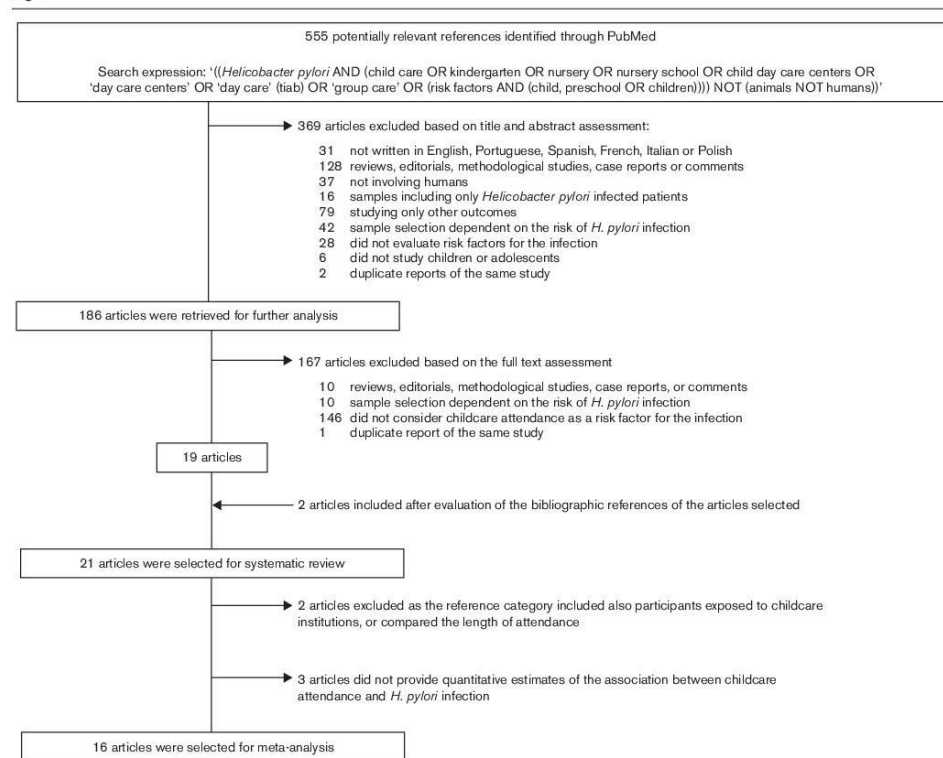 555 potentially relevant references identified through PubMed
Search expression: '((Helicobacter pylori AND (child care OR kindergarten OR nursery OR nursery school OR child day care centers OR
'day care centers' OR 'day care' (tiab) OR 'group care' OR (risk factors AND (child, preschool OR children)))) NOT (animals NOT humans))'
369 articles excluded based on title and abstract assessment:
31 not written in English, Portuguese, Spanish, French, Italian or Polish
128 reviews, editorials, methodological studies, case reports or comments
37 not involving humans
16 samples including only Helicobacter pylori infected patients
79 studying only other outcomes
42 sample selection dependent on the risk of H. pylori infection
28 did not evaluate risk factors for the infection
6 did not study children or adolescents
2 duplicate reports of the same study
186 articles were retrieved for further analysis
167 articles excluded based on the full text assessment
10 reviews, editorials, methodological studies, case reports, or comments
10 sample selection dependent on the risk of H. pylori infection
146 did not consider childcare attendance as a risk factor for the infection
1 duplicate report of the same study
19 articles
2 articles included after evaluation of the bibliographic references of the articles selected
21 articles were selected for systematic review
2 articles excluded as the reference category included also participants exposed to childcare
institutions, or compared the length of attendance
3 articles did not provide quantitative estimates of the association between childcare
attendance and H. pylori infection
16 articles were selected for meta-analysis